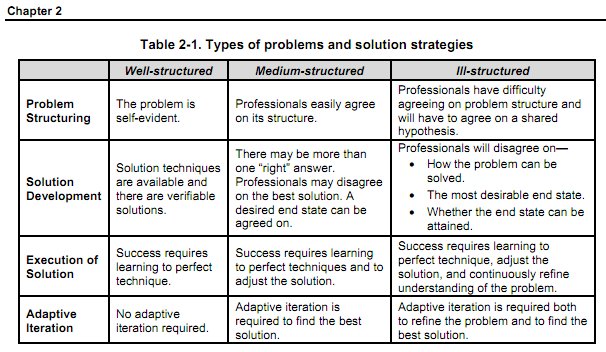 Chapter 2
Table 2-1. Types of problems and solution strategies
Well-structured
Medium-structured
Ill-structured
Problem
Structuring
The problem is
self-evident.
Professionals easily agree
on its structure.
Professionals have difficulty
agreeing on problem structure and
will have to agree on a shared
hypothesis.
Solution
Development
Solution techniques
are available and
there are verifiable
solutions.
There may be more than
one “right” answer.
Professionals may disagree
on the best solution. A
desired end state can be
agreed on.
Professionals will disagree on—
• How the problem can be
solved.
• The most desirable end state.
• Whether the end state can be
attained.
Execution of
Solution
Success requires
learning to perfect
technique.
Success requires learning
to perfect techniques and to
adjust the solution.
Success requires learning to
perfect technique, adjust the
solution, and continuously refine
understanding of the problem.
Adaptive
Iteration
No adaptive
iteration required.
Adaptive iteration is
required to find the best
solution.
Adaptive iteration is required both
to refine the problem and to find the
best solution.